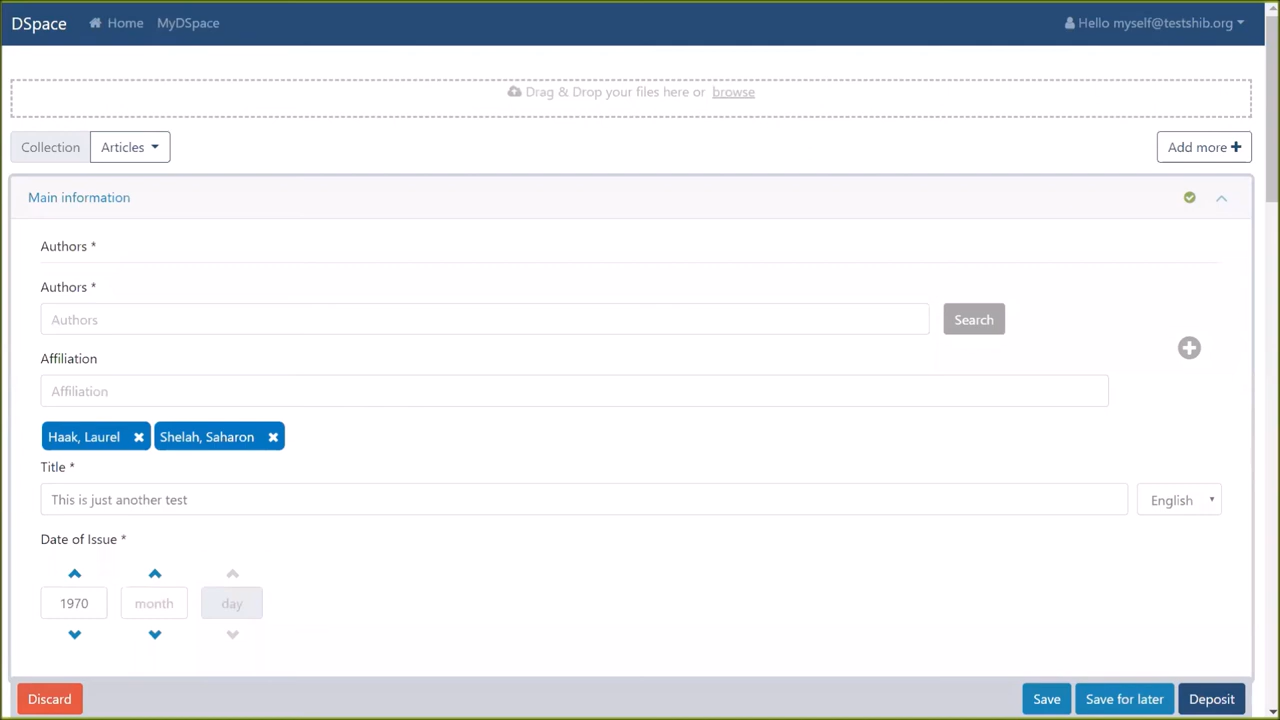 DSpace Home MyDSpace Hello myself@testshib.org
Drag & Drop your files here or browse
Collection Articles Add more
Main information
Authors *
Authors *
Authors Search
Affiliation
Affiliation
Haak, Laurel Shelah, Saharon
Title *
This is just another test English
Date of Issue *
1970 month day
Discard Save Save for later Deposit